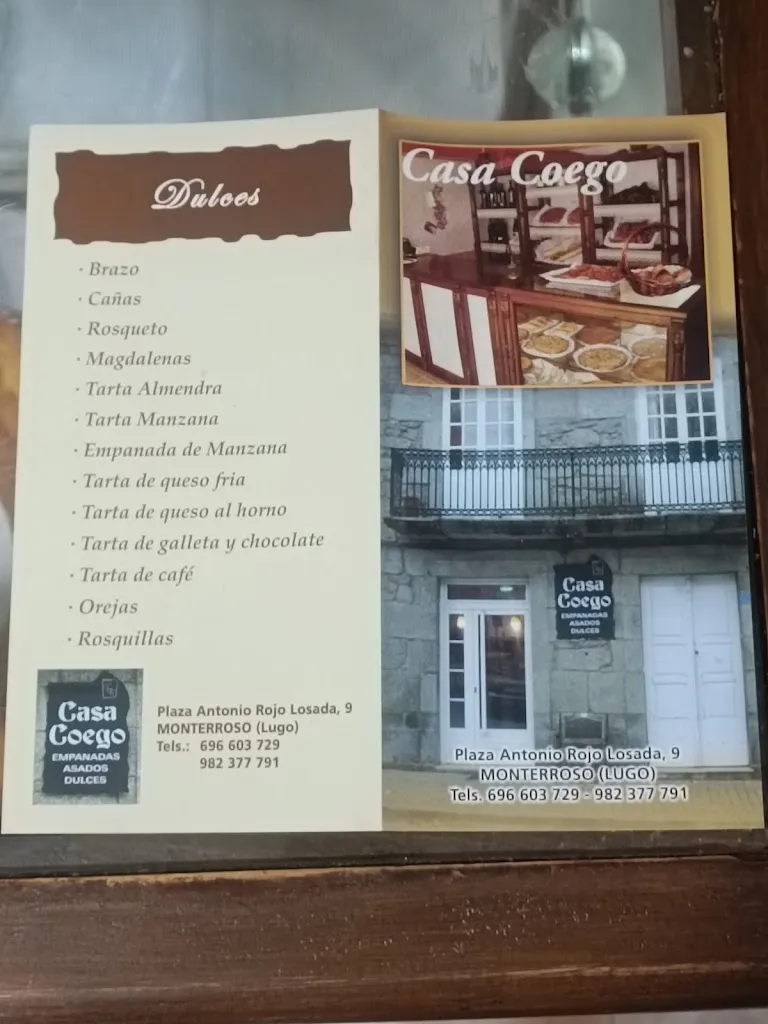 Dulces
· Brazo
· Cañas
· Rosqueto
· Magdalenas
· Tarta Almendra
· Tarta Manzana
· Empanada de Manzana
· Tarta de queso fria
· Tarta de queso al horno
· Tarta de galleta y chocolate
· Tarta de café
· Orejas
· Rosquillas
Casa
Coego
EMPANADAS
ASADOS
DULCES
Plaza Antonio Rojo Losada, 9
MONTERROSO (Lugo)
Tels.: 696 603 729
982 377 791
Casa Coego
Casa
Coego
EMPANADAS
ASADOS
DULCES
Plaza Antonio Rojo Losada, 9
MONTERROSO (LUGO)
Tels. 696 603 729 - 982 377 791